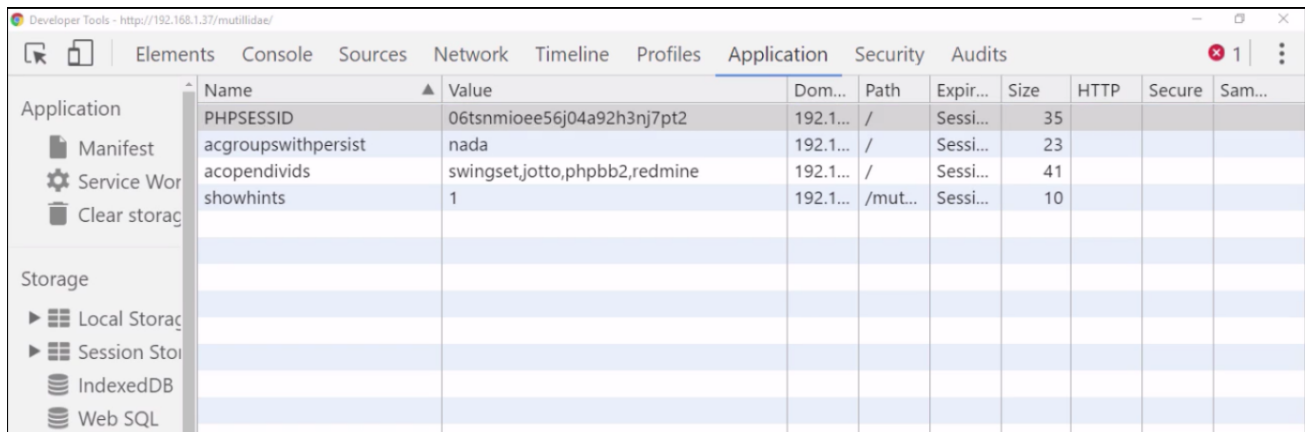 Developer Tools - http://192.168.1.37/mutillidae/
Elements Console Sources Network Timeline Profiles Application Security Audits 1
Application
Manifest
Service Wor
Clear storag
Storage
Local Storag
Session Stor
IndexedDB
Web SQL
Name Value Dom... Path Expir... Size HTTP Secure Sam...
PHPSESSID 06tsnmioee56j04a92h3nj7pt2 192.1... / Sessi... 35
acgroupswithpersist nada 192.1... / Sessi... 23
acopendivids swingset,jotto,phpbb2,redmine 192.1... / Sessi... 41
showhints 1 192.1... /mut... Sessi... 10